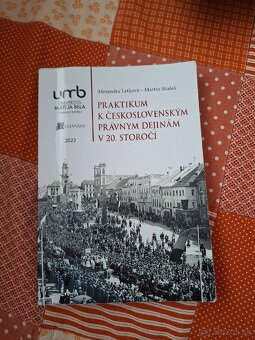 Alexandra Letková – Martin Skaloš
umb
UNIVERZITA
MATEJA BELA
BELIANUM
2022
PRAKTIKUM
K ČESKOSLOVENSKÝM
PRÁVNYM DEJINÁM
V 20. STOROČÍ